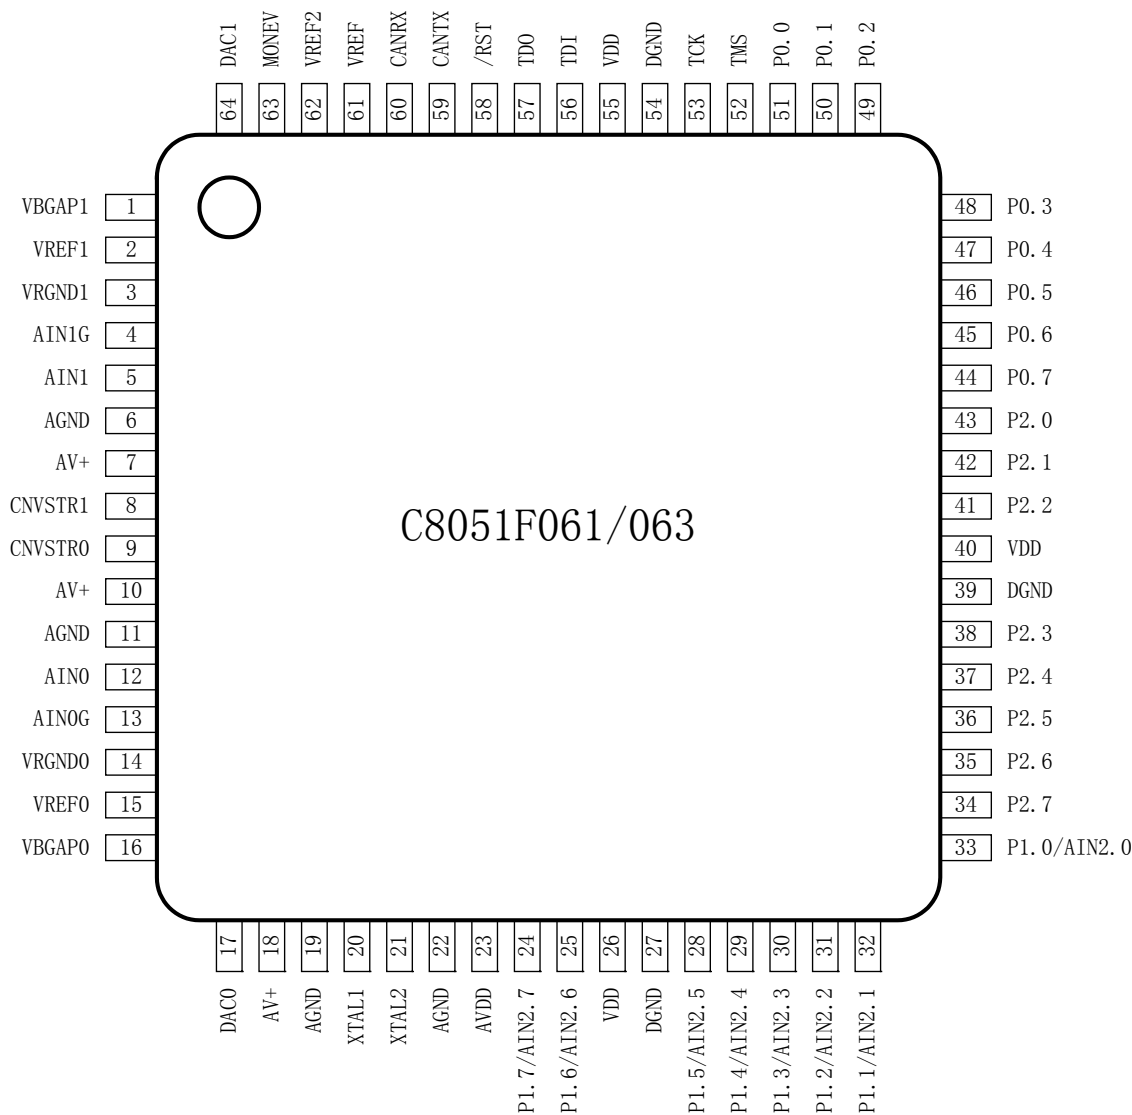 DAC1
MONEV
VREF2
VREF
CANRX
CANTX
/RST
TDO
TDI
VDD
DGND
TCK
TMS
P0.0
P0.1
P0.2
64
63
62
61
60
59
58
57
56
55
54
53
52
51
50
49
VBGAP1 1
VREF1 2
VRGND1 3
AIN1G 4
AIN1 5
AGND 6
AV+ 7
CNVSTR1 8
CNVSTR0 9
AV+ 10
AGND 11
AIN0 12
AIN0G 13
VRGND0 14
VREF0 15
VBGAP0 16
C8051F061/063
48 P0.3
47 P0.4
46 P0.5
45 P0.6
44 P0.7
43 P2.0
42 P2.1
41 P2.2
40 VDD
39 DGND
38 P2.3
37 P2.4
36 P2.5
35 P2.6
34 P2.7
33 P1.0/AIN2.0
17
18
19
20
21
22
23
24
25
26
27
28
29
30
31
32
DAC0
AV+
AGND
XTAL1
XTAL2
AGND
AVDD
P1.7/AIN2.7
P1.6/AIN2.6
VDD
DGND
P1.5/AIN2.5
P1.4/AIN2.4
P1.3/AIN2.3
P1.2/AIN2.2
P1.1/AIN2.1